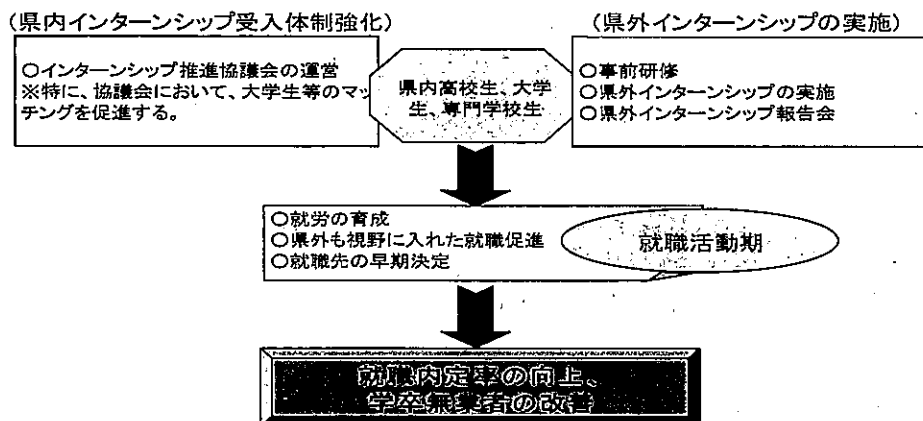 (県内インターンシップ受入体制強化)
○インターンシップ推進協議会の運営
※特に、協議会において、大学生等のマッ
チングを促進する。
県内高校生、大学
生、専門学校生
(県外インターンシップの実施)
○事前研修
○県外インターンシップの実施
○県外インターンシップ報告会
○就労の育成
○県外も視野に入れた就職促進
○就職先の早期決定
就職活動期
就職内定率の向上、
学卒無業者の改善